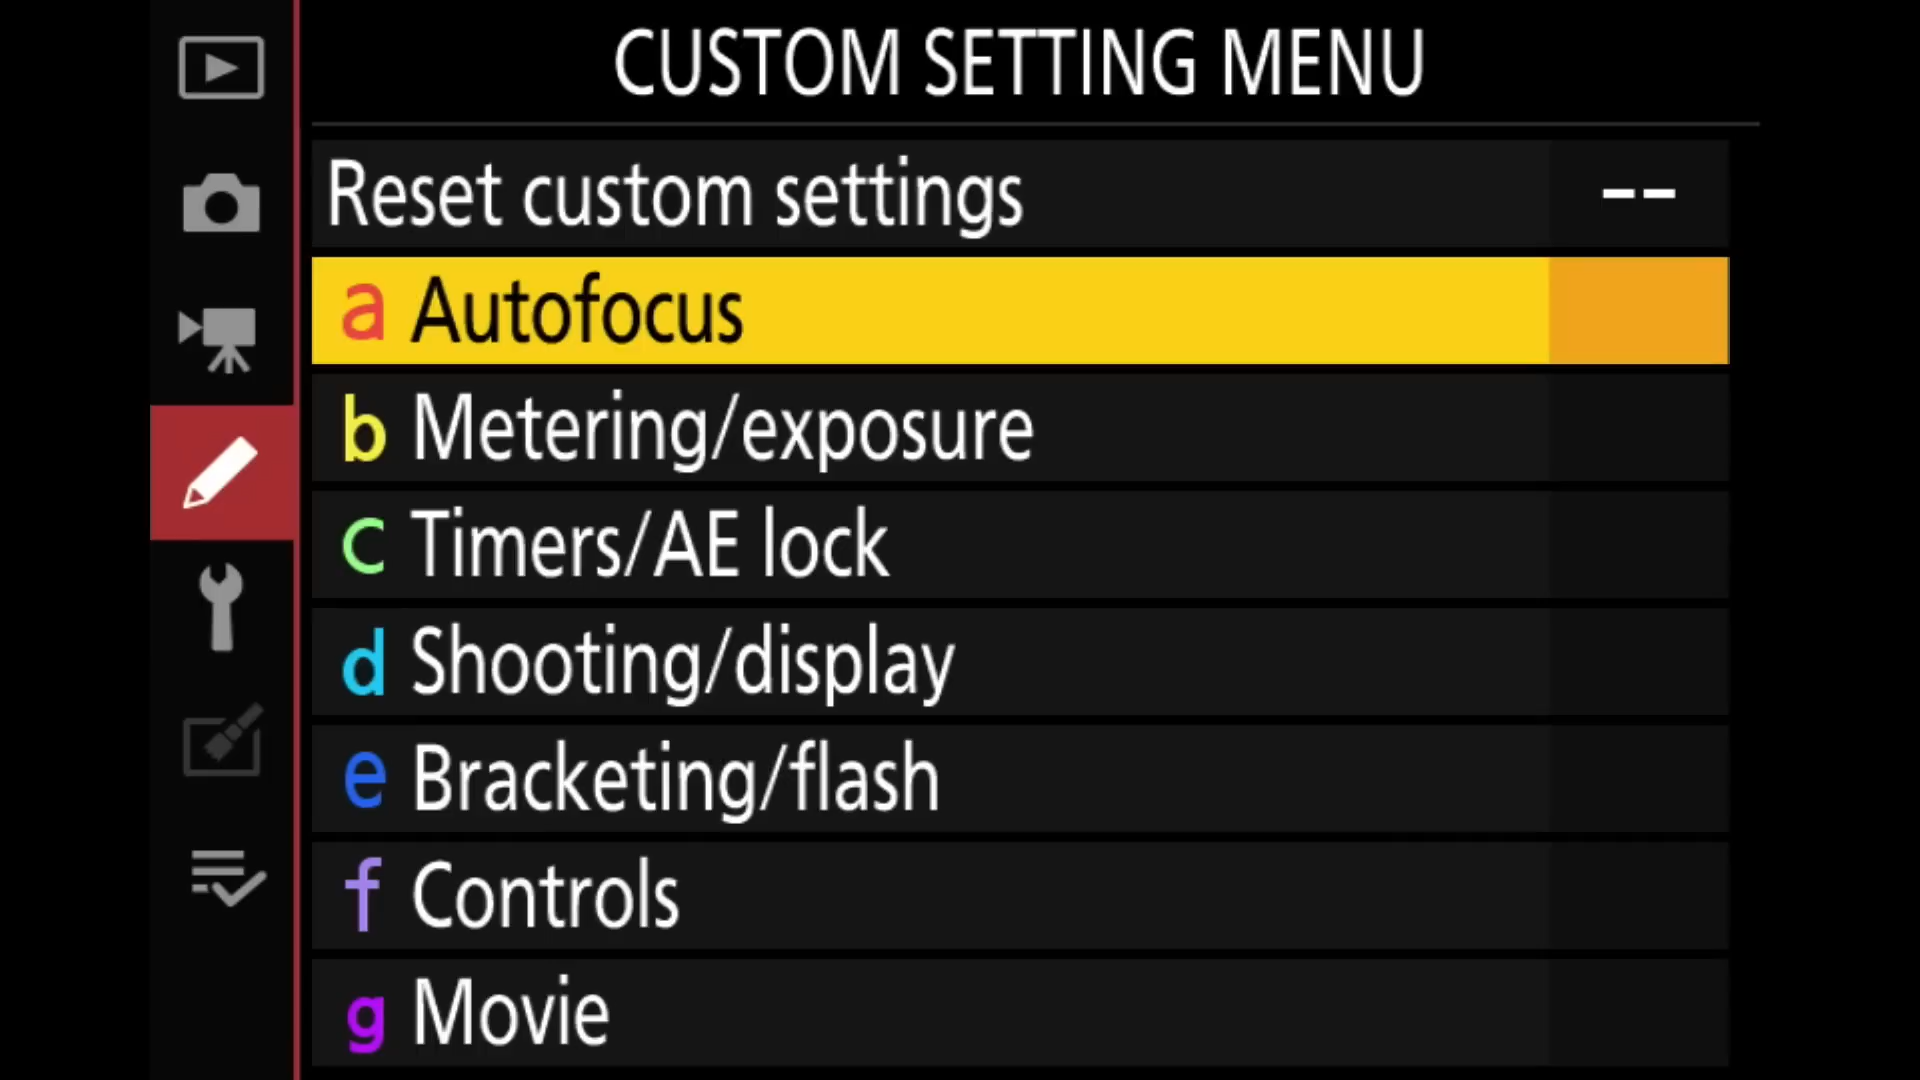 CUSTOM SETTING MENU
Reset custom settings --
a Autofocus
b Metering/exposure
c Timers/AE lock
d Shooting/display
e Bracketing/flash
f Controls
g Movie